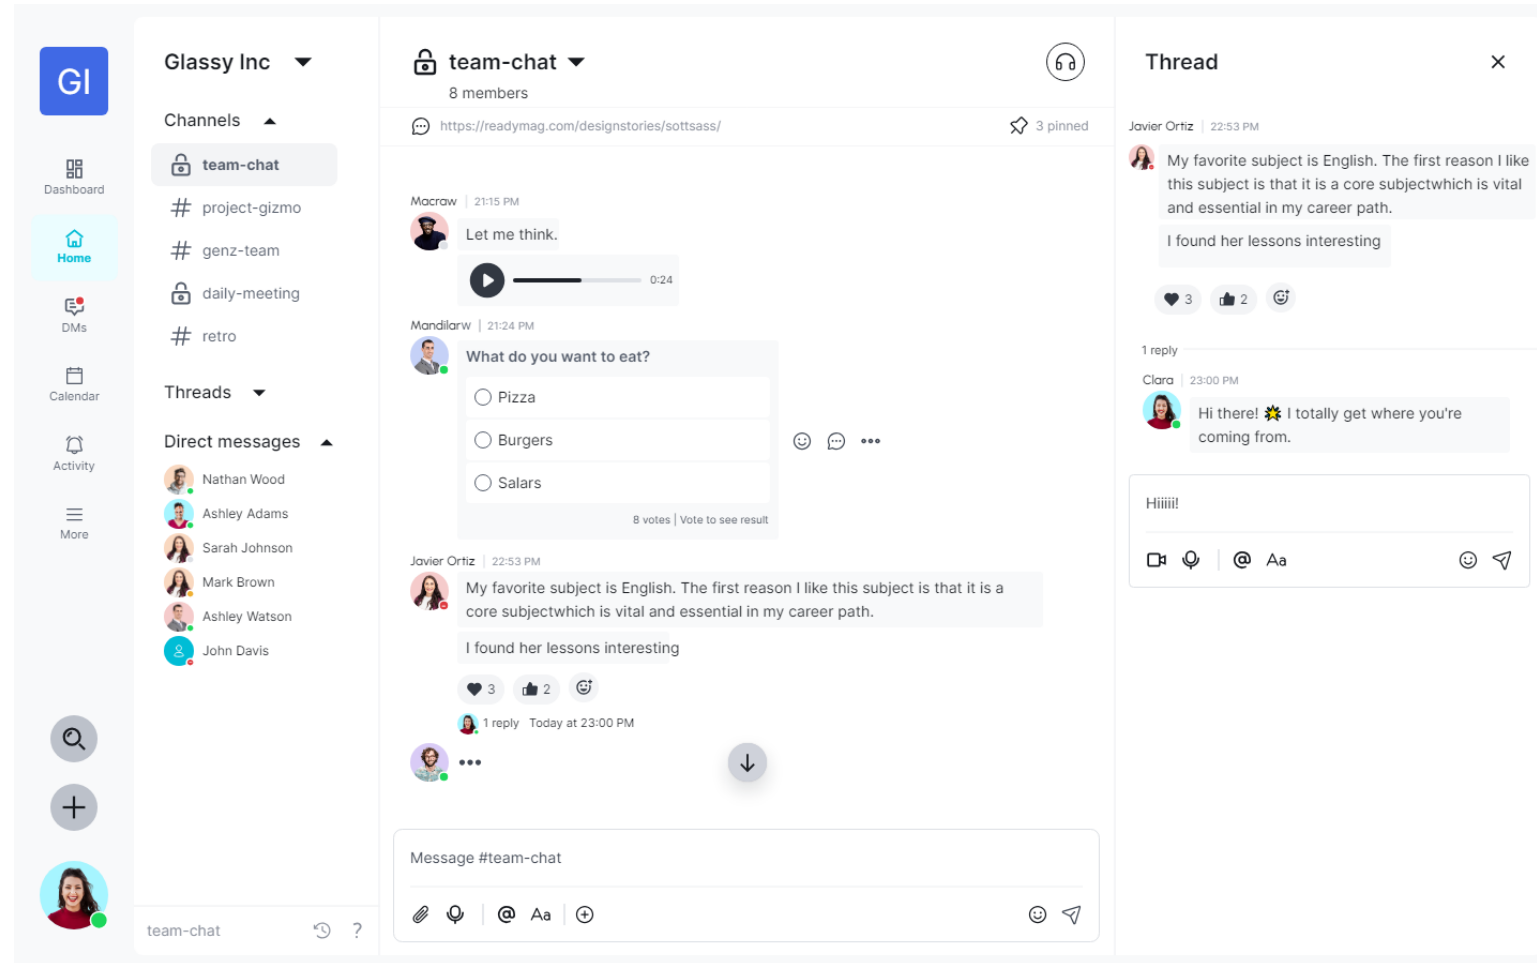 GI
Dashboard
Home
DMs
Calendar
Activity
More
Glassy Inc
Channels
team-chat
project-gizmo
genz-team
daily-meeting
retro
Threads
Direct messages
Nathan Wood
Ashley Adams
Sarah Johnson
Mark Brown
Ashley Watson
John Davis
team-chat
?
team-chat
8 members
https://readymag.com/designstories/sottsass/
3 pinned
Macraw | 21:15 PM
Let me think.
0:24
Mandilarw | 21:24 PM
What do you want to eat?
Pizza
Burgers
Salars
8 votes | Vote to see result
Javier Ortiz | 22:53 PM
My favorite subject is English. The first reason I like this subject is that it is a
core subjectwhich is vital and essential in my career path.
I found her lessons interesting
3 2
1 reply Today at 23:00 PM
Message #team-chat
@ Aa
Thread
Javier Ortiz | 22:53 PM
My favorite subject is English. The first reason I like
this subject is that it is a core subjectwhich is vital
and essential in my career path.
I found her lessons interesting
3 2
1 reply
Clara | 23:00 PM
Hi there! 🌟 I totally get where you're
coming from.
Hiiiii!
@ Aa